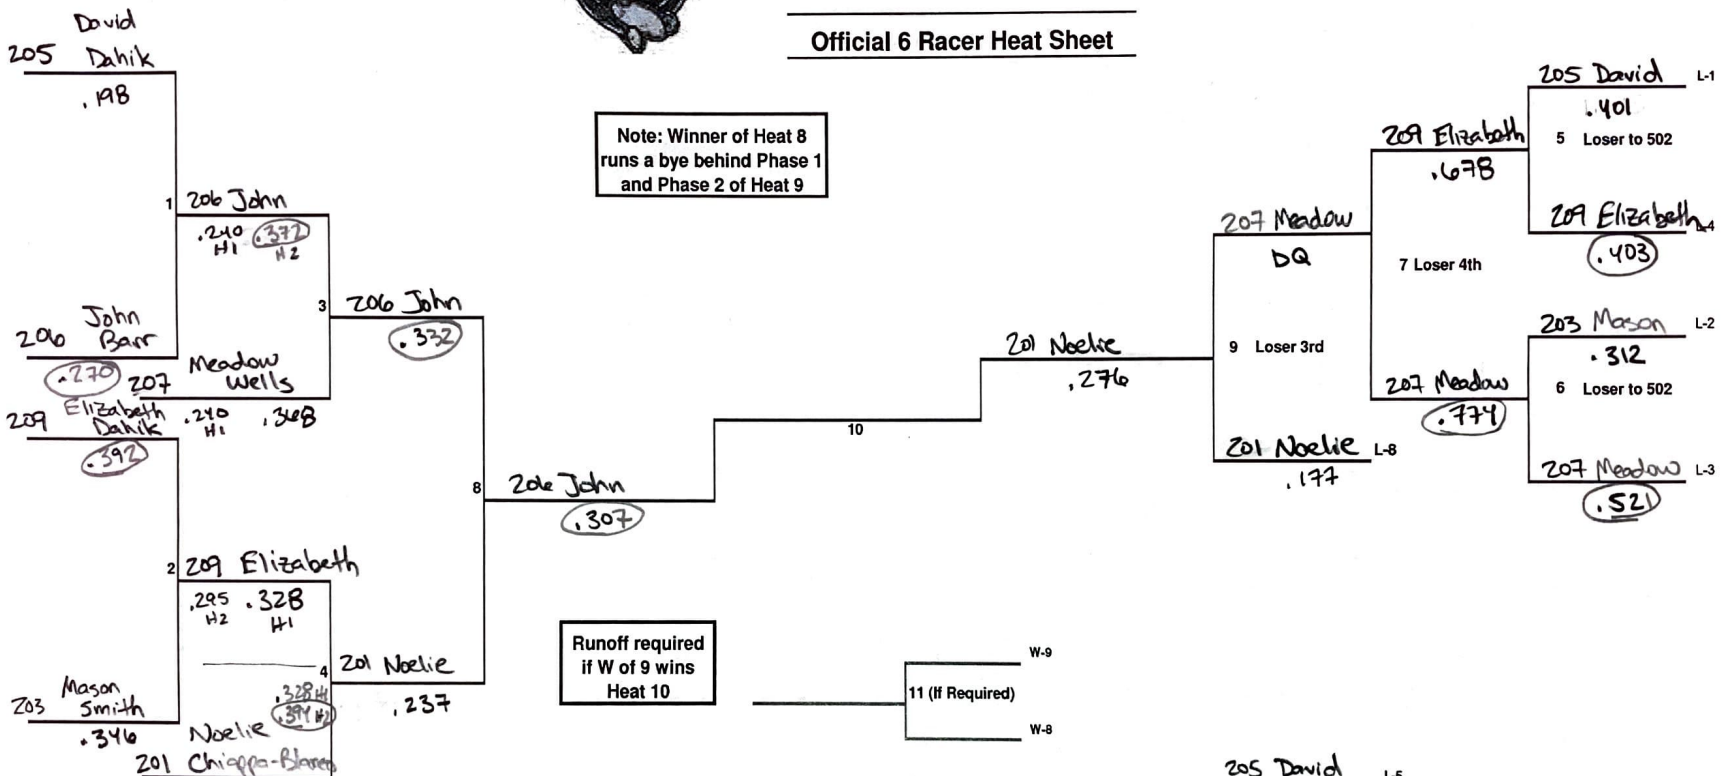 Official 6 Racer Heat Sheet
Note: Winner of Heat 8
runs a bye behind Phase 1
and Phase 2 of Heat 9
David
205 Dahik
.198
1
206 John
.240 .372
H1 H2
John
206 Barr
.270
3
206 John
.332
Meadow
207 Wells
.240 .368
H1
Elizabeth
209 Dahik
.392
8
206 John
.307
2
209 Elizabeth
.295 .328
H2 H1
Mason
203 Smith
.346
4
201 Noelie
.237
.328 H1
.394 H2
Noelie
201 Chiappa-Blanco
10
201 Noelie
.276
Runoff required
if W of 9 wins
Heat 10
W-9
11 (If Required)
W-8
207 Meadow
DQ
9 Loser 3rd
201 Noelie L-8
.177
209 Elizabeth
.678
7 Loser 4th
207 Meadow
.774
205 David L-1
.401
5 Loser to 502
209 Elizabeth L-4
.403
203 Mason L-2
.312
6 Loser to 502
207 Meadow L-3
.521
205 David L-5